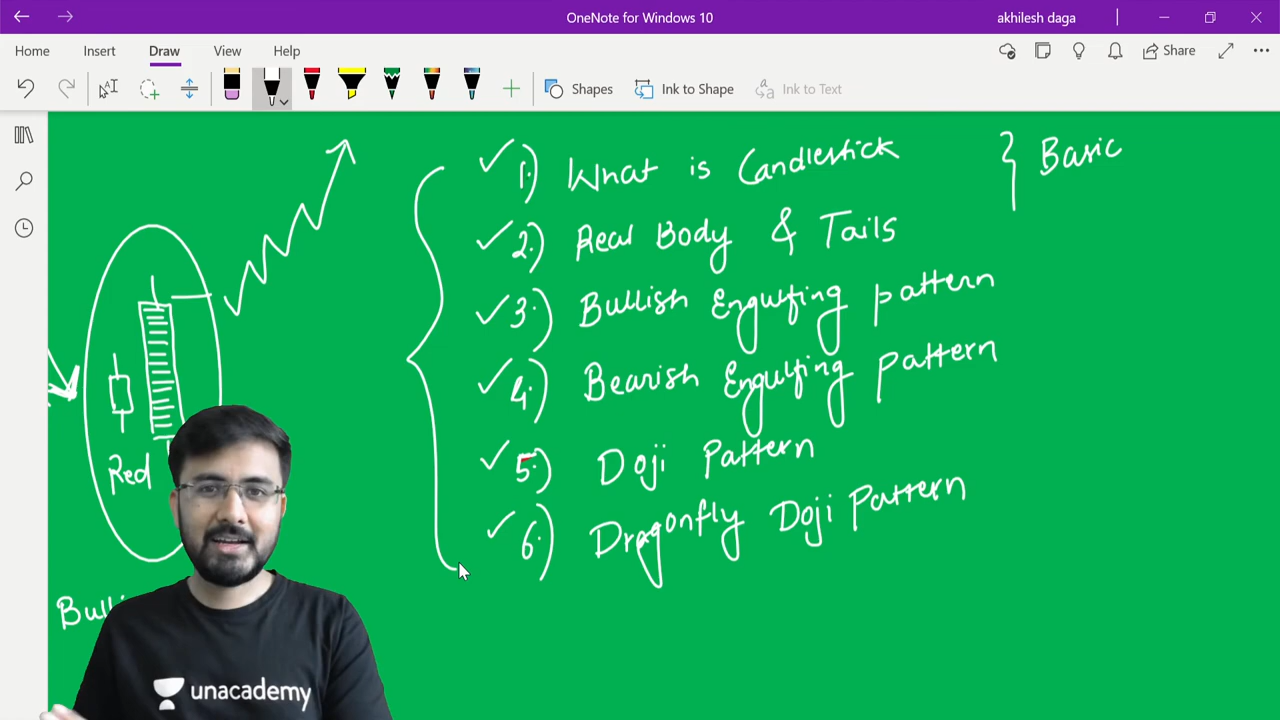 OneNote for Windows 10
akhilesh daga
Home Insert Draw View Help
Share
Shapes
Ink to Shape
Ink to Text
1.) What is Candlestick
Basic
2.) Real Body & Tails
3.) Bullish Engulfing pattern
4.) Bearish Engulfing Pattern
5.) Doji Pattern
6.) Dragonfly Doji Pattern
Red
Bull
unacademy